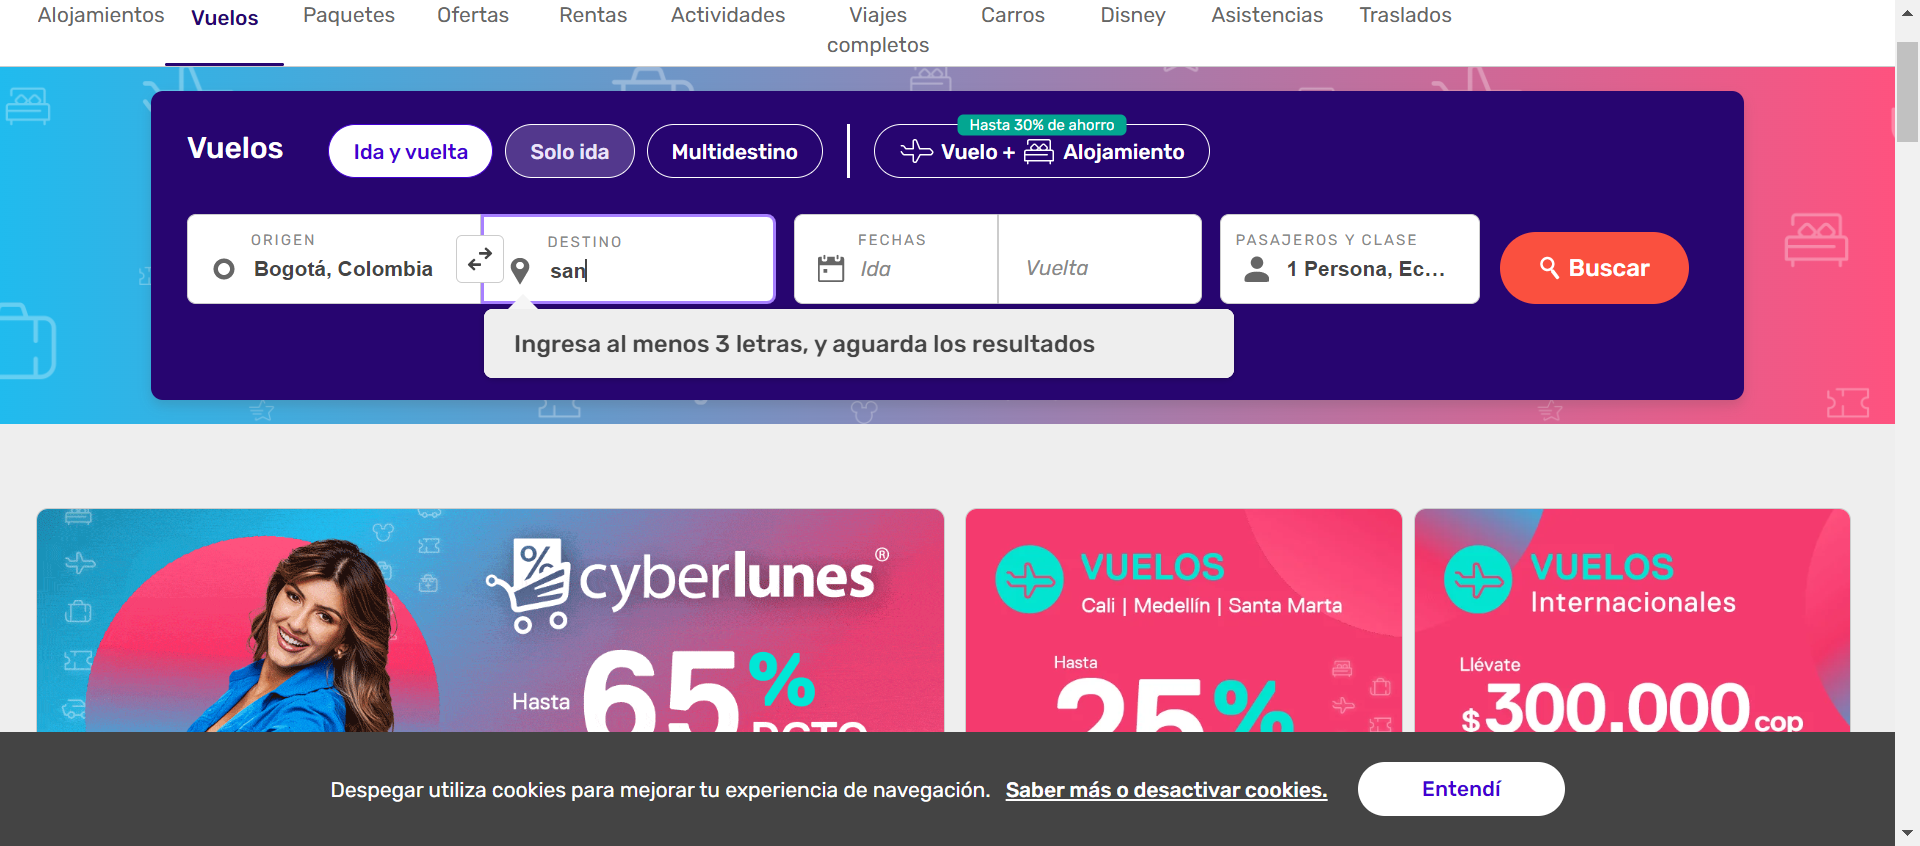 Alojamientos
Vuelos
Paquetes
Ofertas
Rentas
Actividades
Viajes
completos
Carros
Disney
Asistencias
Traslados
Vuelos
Ida y vuelta
Solo ida
Multidestino
Hasta 30% de ahorro
Vuelo + Alojamiento
ORIGEN
Bogotá, Colombia
DESTINO
san
FECHAS
Ida
Vuelta
PASAJEROS Y CLASE
1 Persona, Ec...
Buscar
Ingresa al menos 3 letras, y aguarda los resultados
% cyberlunes®
Hasta 65% DCTO
VUELOS
Cali | Medellín | Santa Marta
Hasta
25%
VUELOS
Internacionales
Llévate
$300.000 cop
Despegar utiliza cookies para mejorar tu experiencia de navegación. Saber más o desactivar cookies.
Entendí